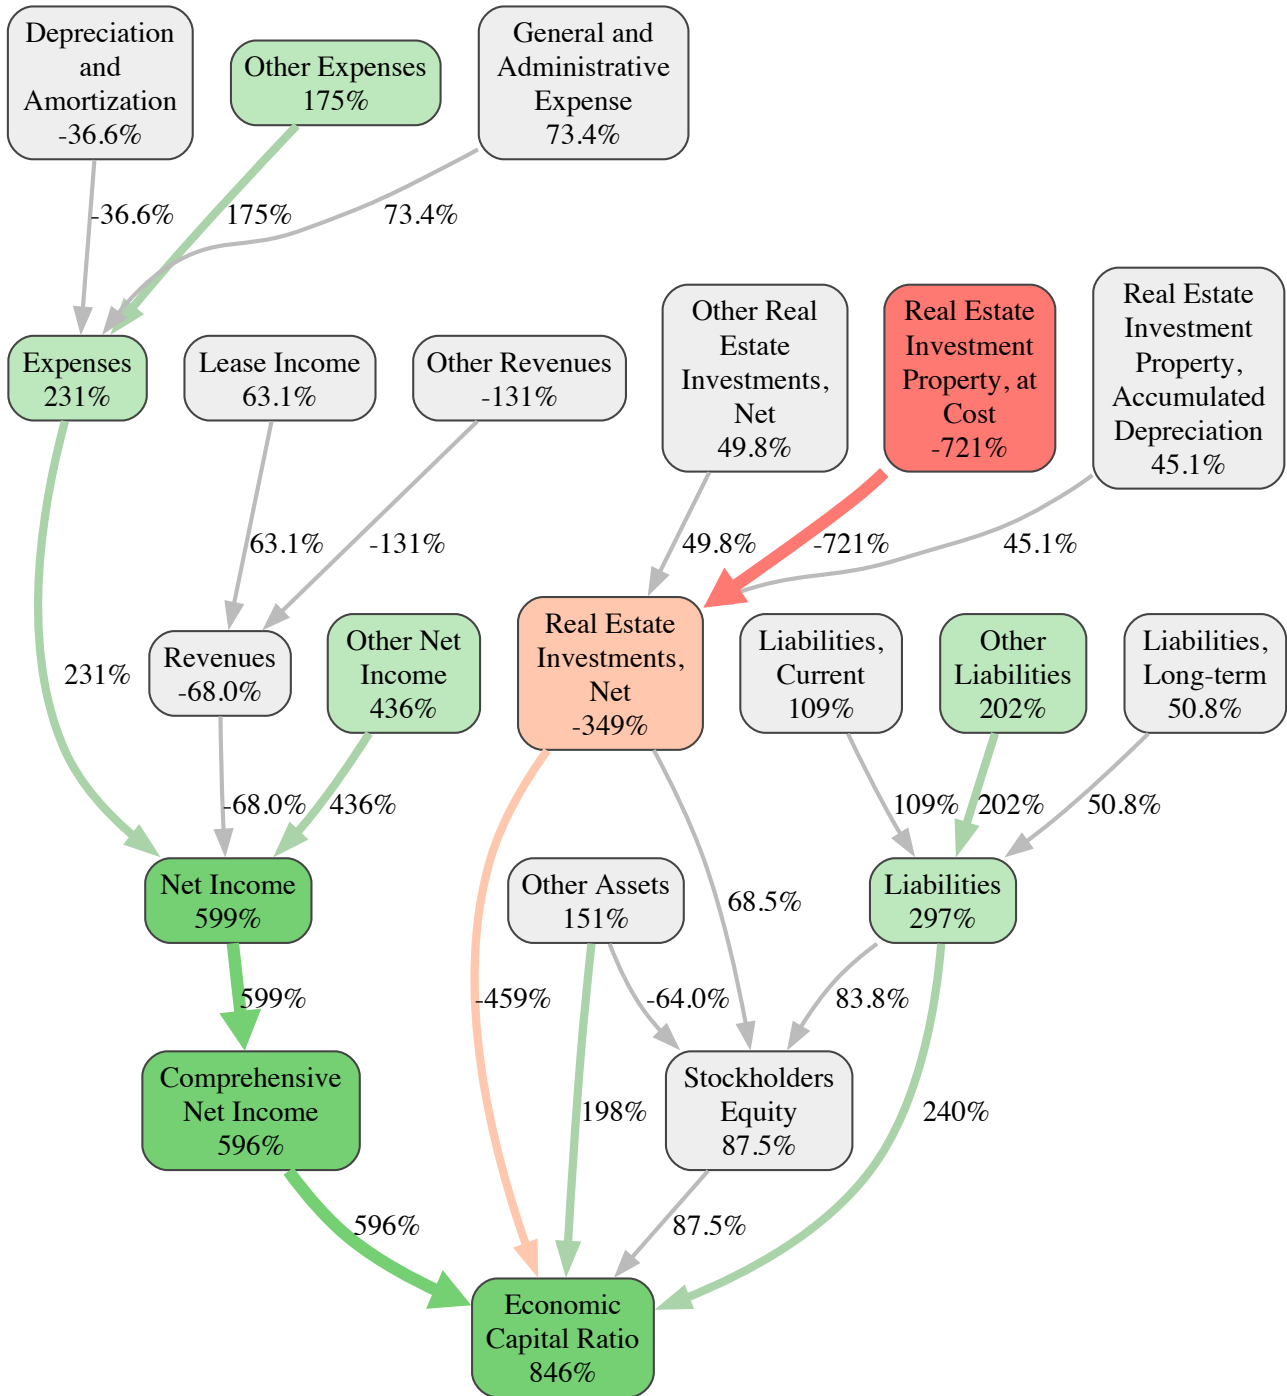 Depreciation
and
Amortization
-36.6%
Other Expenses
175%
General and
Administrative
Expense
73.4%
-36.6%
175%
73.4%
Expenses
231%
Lease Income
63.1%
Other Revenues
-131%
Other Real
Estate
Investments,
Net
49.8%
Real Estate
Investment
Property, at
Cost
-721%
Real Estate
Investment
Property,
Accumulated
Depreciation
45.1%
63.1%
-131%
49.8%
-721%
45.1%
231%
Revenues
-68.0%
Other Net
Income
436%
Real Estate
Investments,
Net
-349%
Liabilities,
Current
109%
Other
Liabilities
202%
Liabilities,
Long-term
50.8%
-68.0%
436%
109%
202%
50.8%
Net Income
599%
Other Assets
151%
68.5%
Liabilities
297%
599%
-459%
-64.0%
83.8%
Comprehensive
Net Income
596%
198%
Stockholders
Equity
87.5%
240%
596%
87.5%
Economic
Capital Ratio
846%